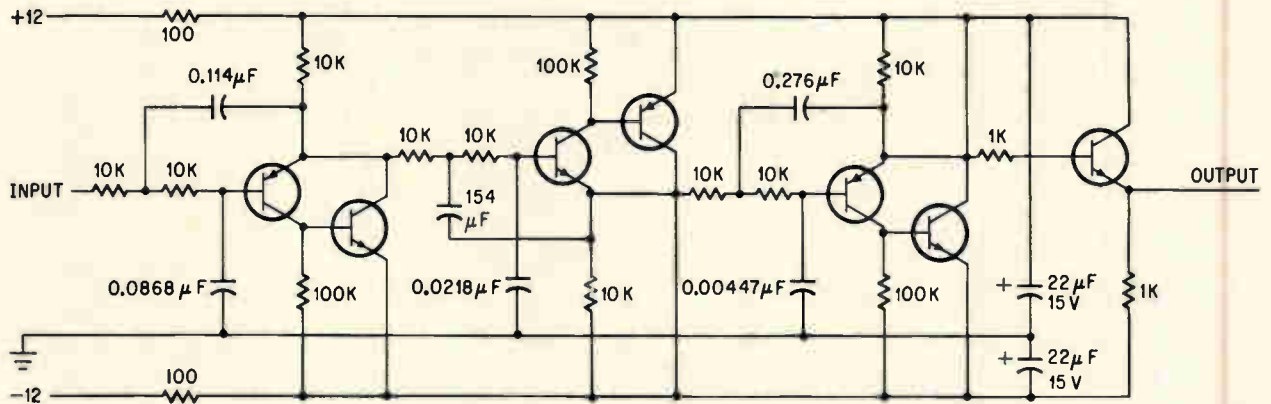 +12
100
10K
0.114µF
10K
10K
INPUT
0.0868µF
100K
10K
10K
154
µF
0.0218µF
100K
10K
10K
10K
0.276µF
10K
0.00447µF
100K
1K
OUTPUT
+ 22µF
15V
1K
+ 22µF
15V
-12
100